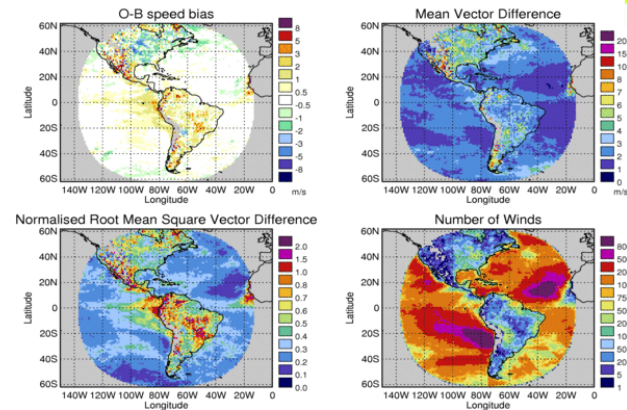 O-B speed bias
60N
40N
20N
0
20S
40S
60S
Latitude
140W 120W 100W 80W 60W 40W 20W 0
Longitude
8
5
3
2
1
0.5
-0.5
-1
-2
-3
-5
-8
m/s
Mean Vector Difference
60N
40N
20N
0
20S
40S
60S
Latitude
140W 120W 100W 80W 60W 40W 20W 0
Longitude
20
15
10
8
7
6
5
4
3
2
1
0
m/s
Normalised Root Mean Square Vector Difference
60N
40N
20N
0
20S
40S
60S
Latitude
140W 120W 100W 80W 60W 40W 20W 0
Longitude
2.0
1.5
1.0
0.8
0.7
0.6
0.5
0.4
0.3
0.2
0.1
0.0
Number of Winds
60N
40N
20N
0
20S
40S
60S
Latitude
140W 120W 100W 80W 60W 40W 20W 0
Longitude
80
50
20
10
75
50
20
10
50
20
5
1